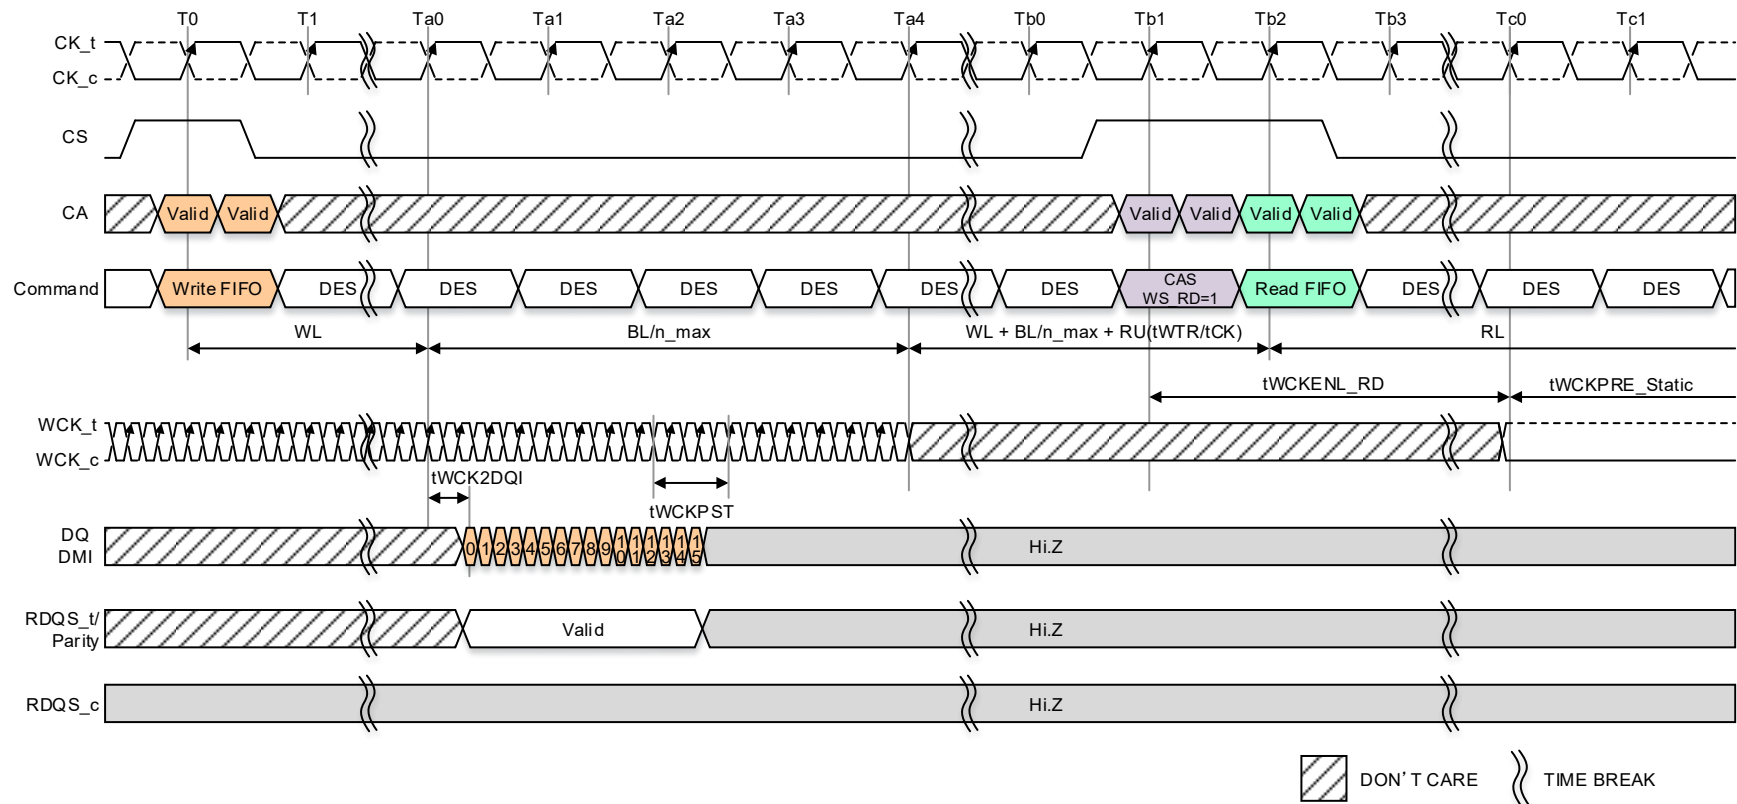 T0 T1 Ta0 Ta1 Ta2 Ta3 Ta4 Tb0 Tb1 Tb2 Tb3 Tc0 Tc1
CK_t
CK_c
CS
CA Valid Valid Valid Valid Valid Valid
Command Write FIFO DES DES DES DES DES DES DES CAS WS_RD=1 Read FIFO DES DES DES
WL BL/n_max WL + BL/n_max + RU(tWTR/tCK) RL
tWCKENL_RD tWCKPRE_Static
WCK_t
WCK_c
tWCK2DQI
tWCKPST
DQ
DMI
0 1 2 3 4 5 6 7 8 9 10 11 12 13 14 15 Hi.Z
RDQS_t/
Parity
Valid Hi.Z
RDQS_c Hi.Z
DON'T CARE TIME BREAK